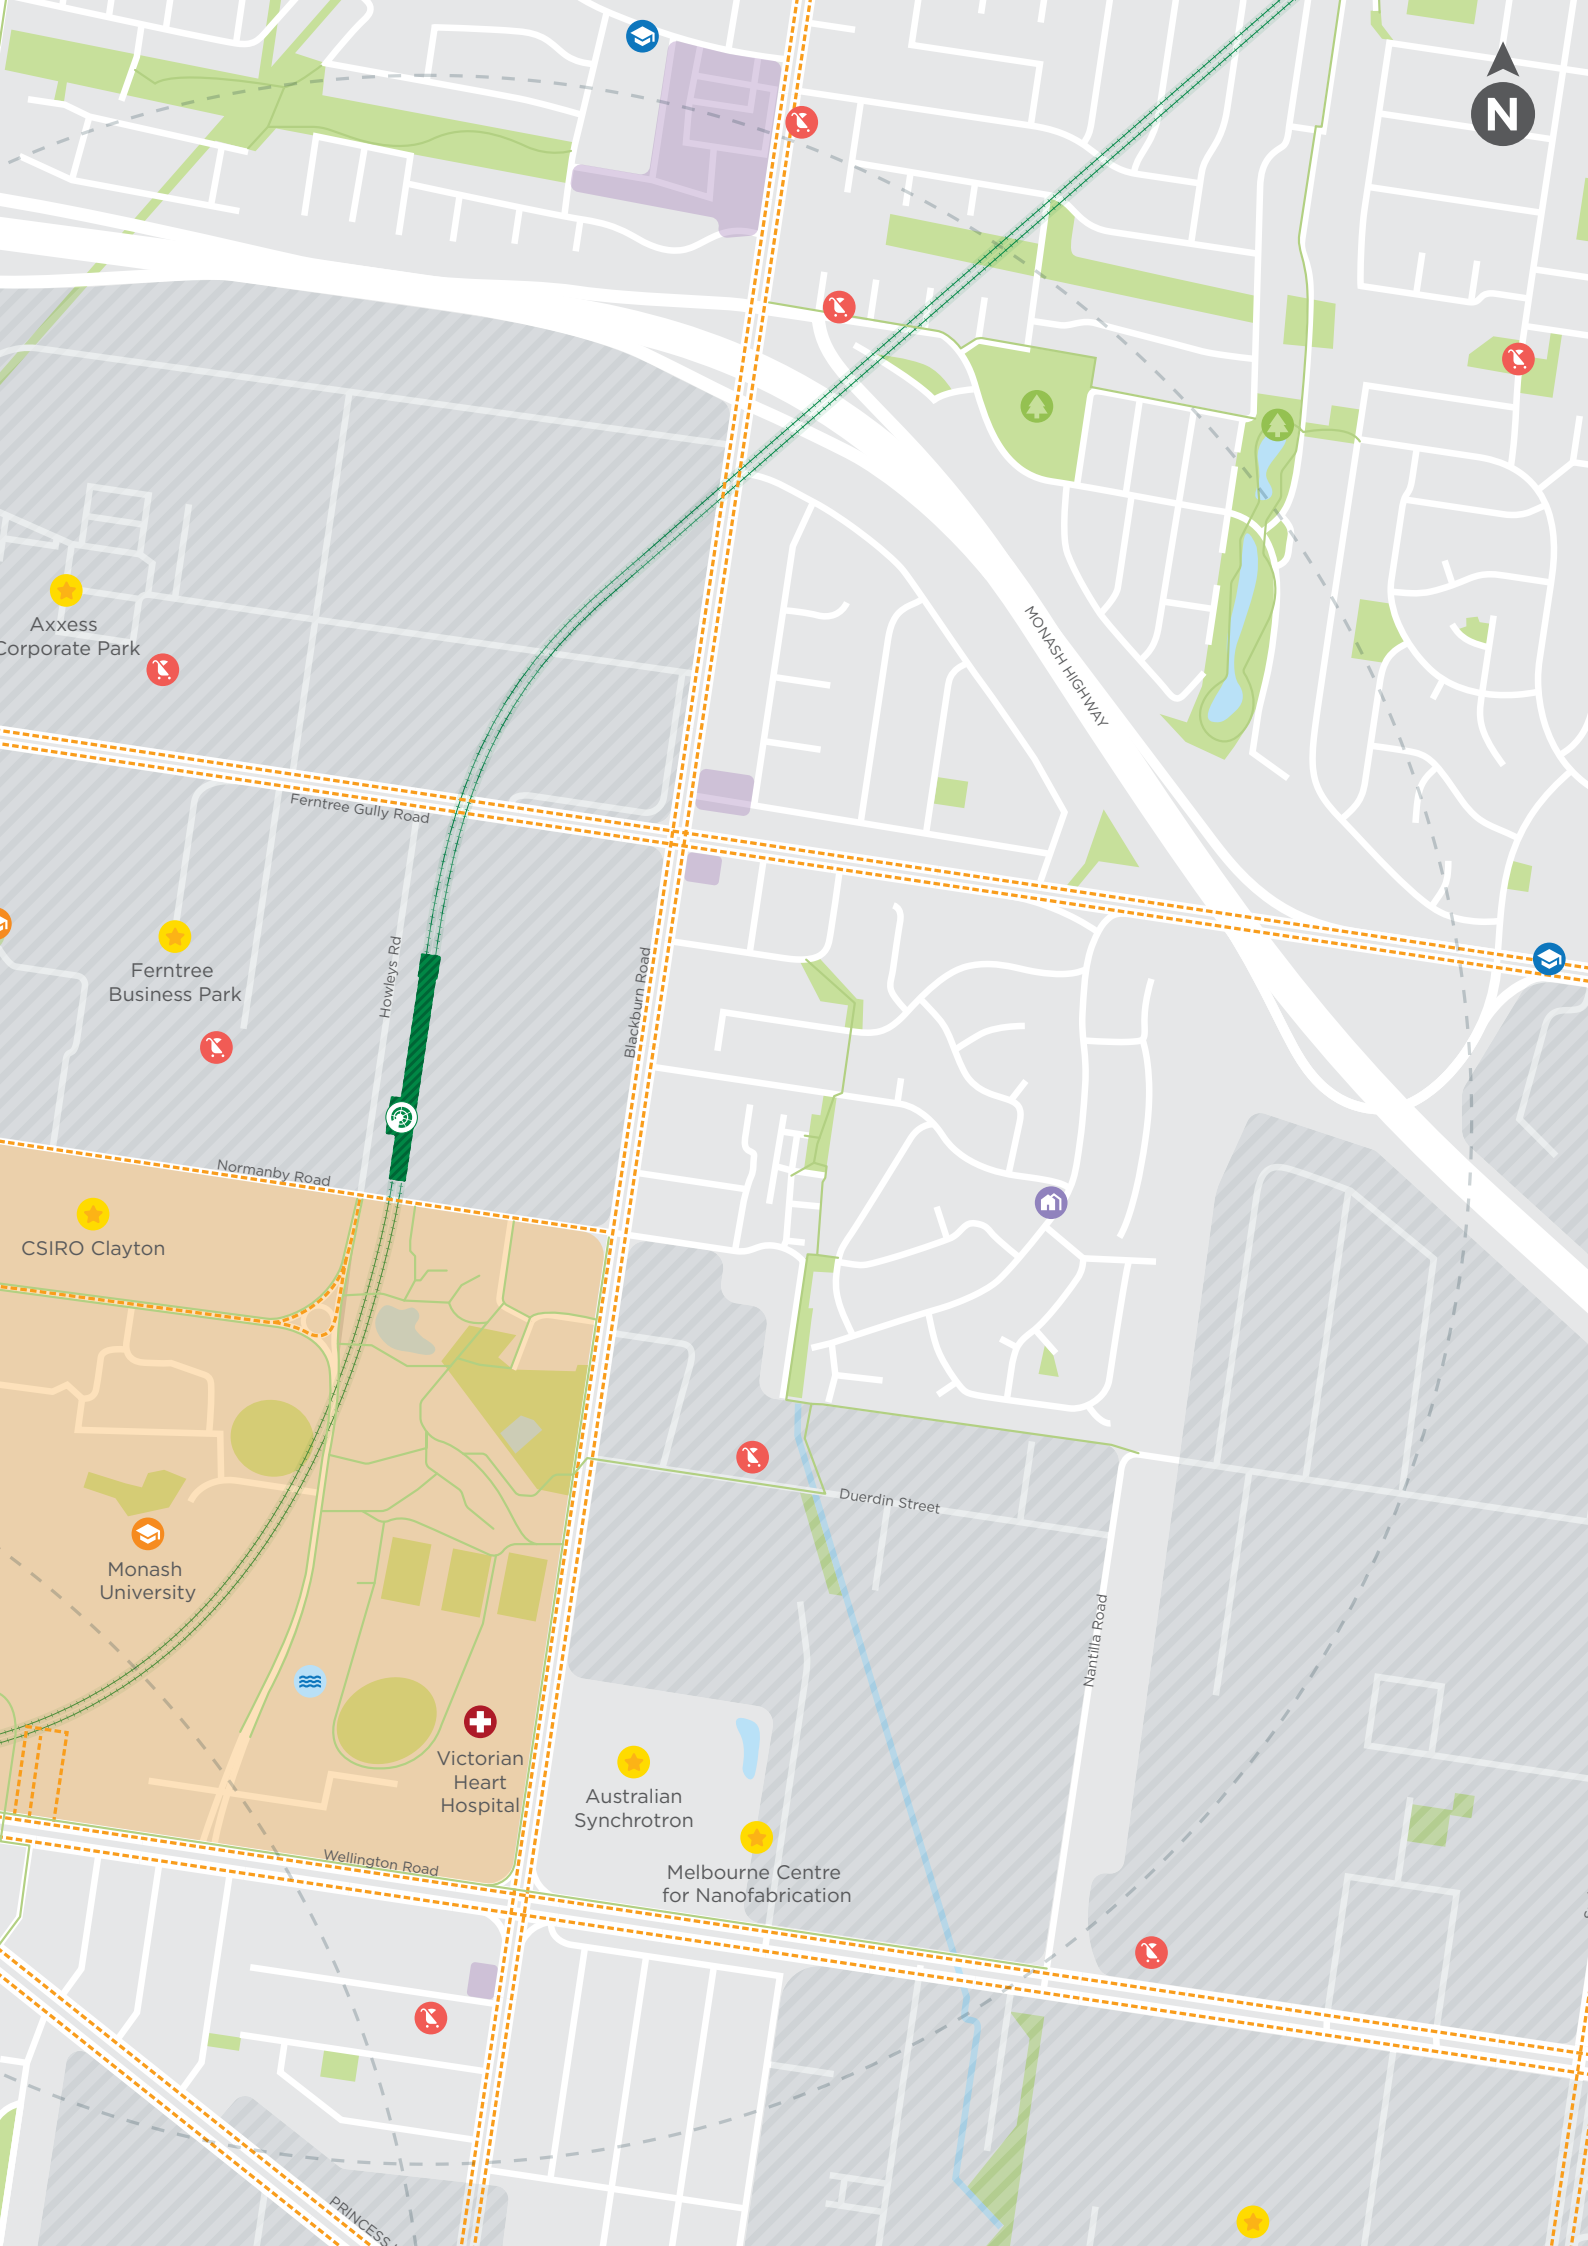 N
MONASH HIGHWAY
Axxess
Corporate Park
Ferntree Gully Road
Howleys Rd
Blackburn Road
Ferntree
Business Park
Normanby Road
CSIRO Clayton
Duerdin Street
Monash
University
Nantilla Road
Victorian
Heart
Hospital
Australian
Synchrotron
Wellington Road
Melbourne Centre
for Nanofabrication
PRINCESS